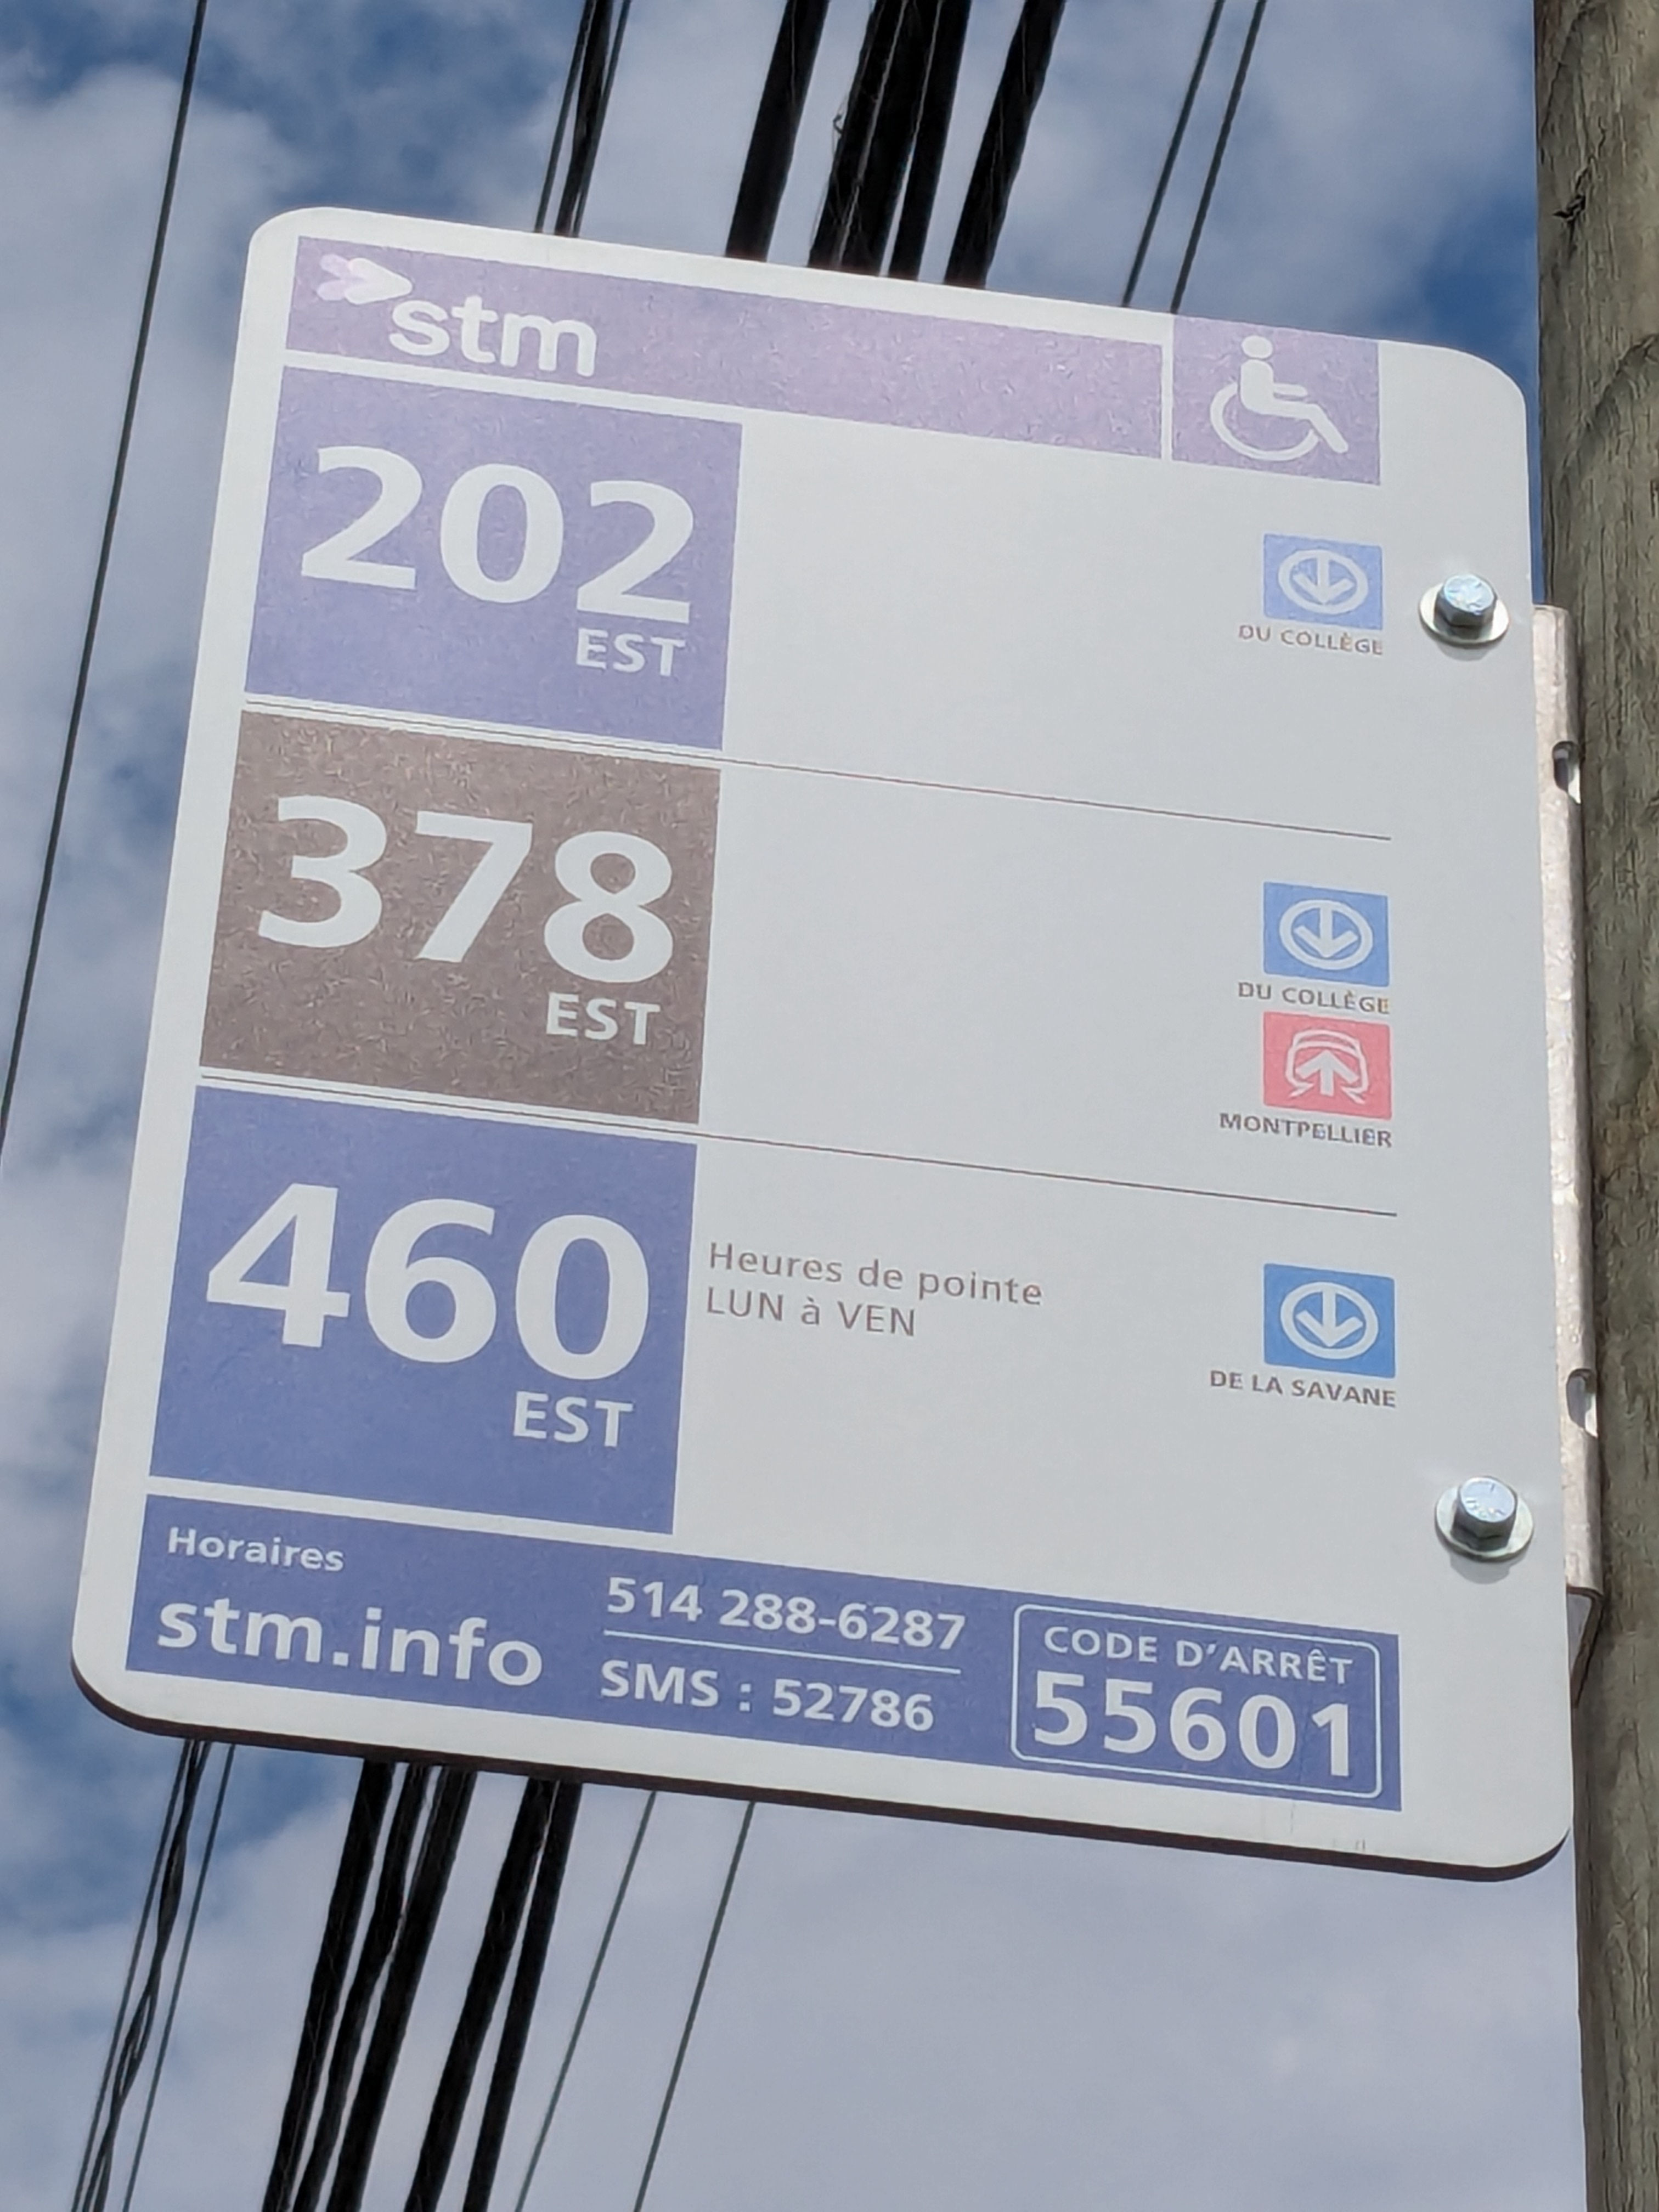 stm
202
EST
DU COLLÈGE
378
EST
DU COLLÈGE
MONTPELLIER
460
EST
Heures de pointe
LUN à VEN
DE LA SAVANE
Horaires
stm.info
514 288-6287
SMS : 52786
CODE D'ARRÊT
55601